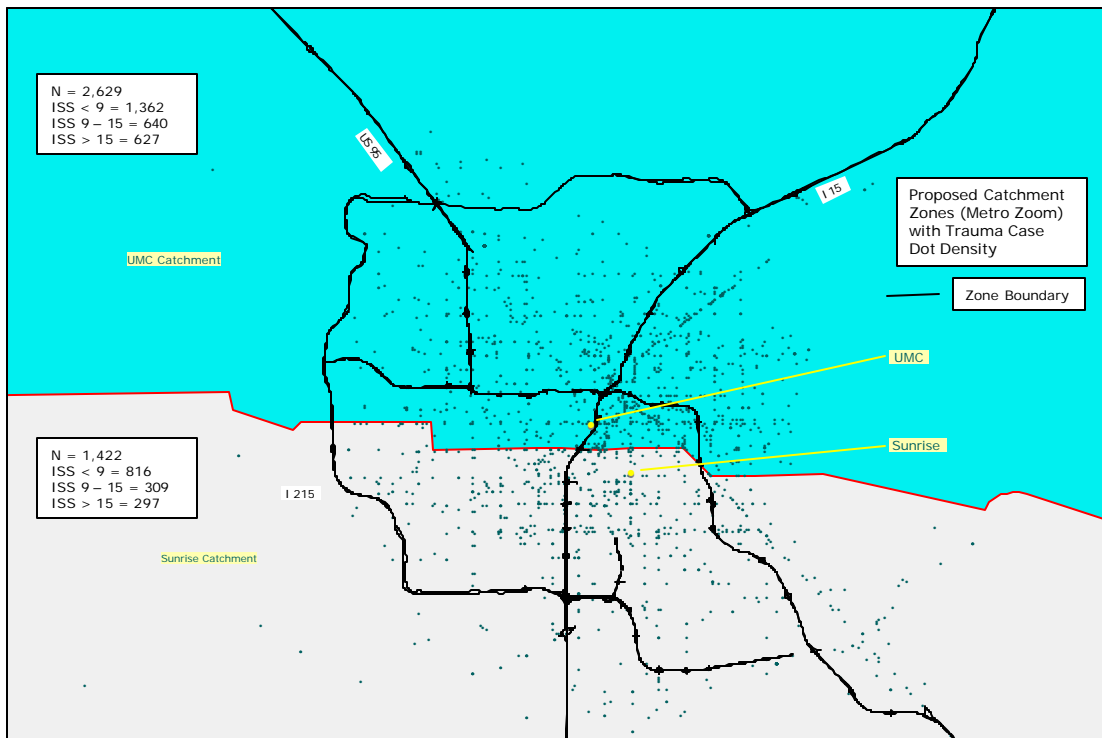 N = 2,629
ISS < 9 = 1,362
ISS 9 – 15 = 640
ISS > 15 = 627
US 95
I 15
Proposed Catchment
Zones (Metro Zoom)
with Trauma Case
Dot Density
UMC Catchment
Zone Boundary
UMC
Sunrise
N = 1,422
ISS < 9 = 816
ISS 9 – 15 = 309
ISS > 15 = 297
I 215
Sunrise Catchment